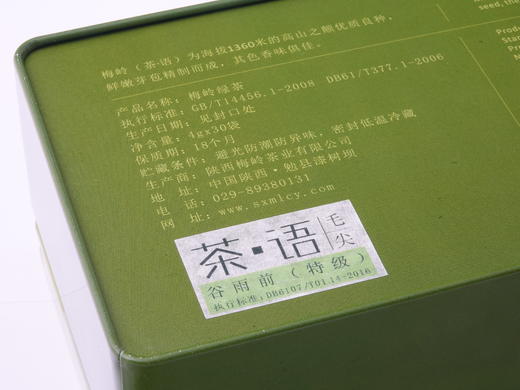 梅岭（茶·语）为海拔1360米的高山之颠优质良种，
鲜嫩芽苞精制而成，其色香味俱佳。
产品名称：梅岭绿茶
执行标准：GB/T14456.1-2008 DB61/T377.1-2006
生产日期：见封口处
净含量：4gx30袋
保质期：18个月
贮藏条件：避光防潮防异味，密封低温冷藏
生产商：陕西梅岭茶业有限公司
地址：中国陕西·勉县漆树坝
电话：029-89380131
网址：www.sxmlcy.com
茶·语 毛尖
谷雨前（特级）
执行标准：DB6107/T01.14-2016
seed, the
Produ
Stan
Pro